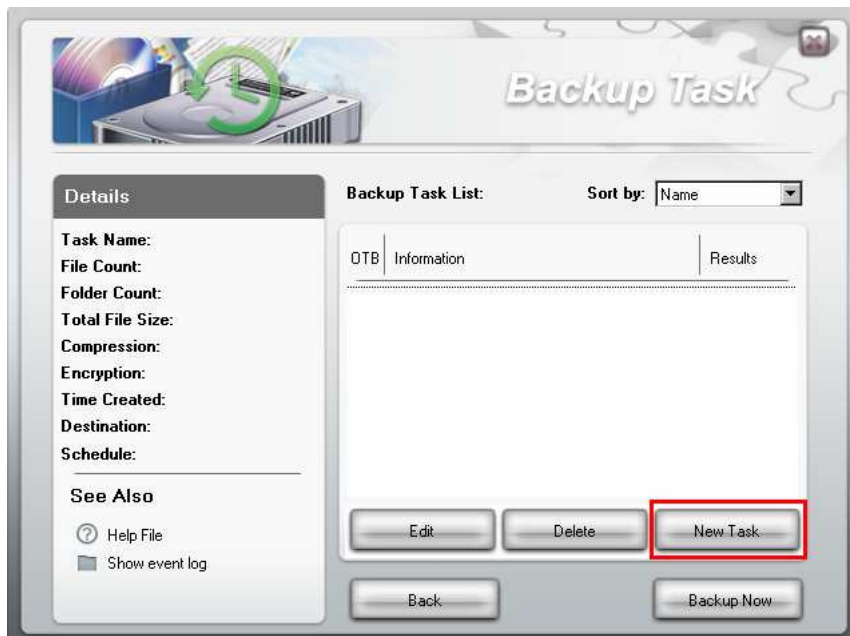 Backup Task
Details
Task Name:
File Count:
Folder Count:
Total File Size:
Compression:
Encryption:
Time Created:
Destination:
Schedule:
See Also
Help File
Show event log
Backup Task List:
Sort by: Name
OTB Information Results
Edit Delete New Task
Back Backup Now